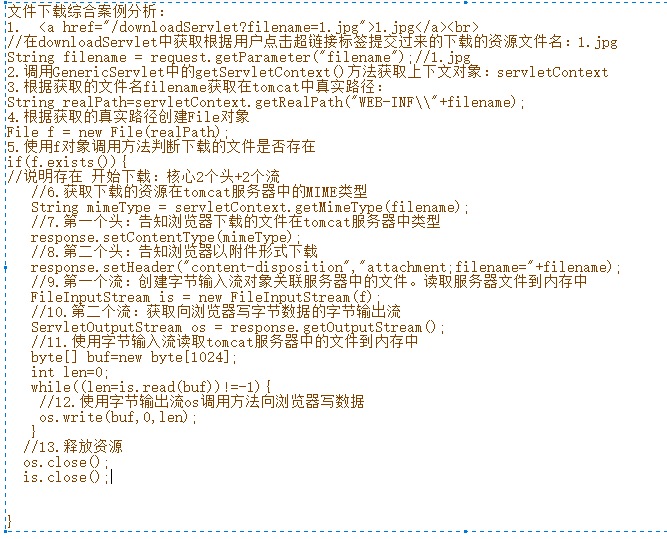 文件下载综合案例分析：
1.  <a href="/downloadServlet?filename=1.jpg">1.jpg</a><br>
//在downloadServlet中获取根据用户点击超链接标签提交过来的下载的资源文件名：1.jpg
String filename = request.getParameter("filename");//1.jpg
2.调用GenericServlet中的getServletContext()方法获取上下文对象：servletContext
3.根据获取的文件名filename获取在tomcat中真实路径：
String realPath=servletContext.getRealPath("WEB-INF\\"+filename);
4.根据获取的真实路径创建File对象
File f = new File(realPath);
5.使用f对象调用方法判断下载的文件是否存在
if(f.exists()){
//说明存在 开始下载：核心2个头+2个流
//6.获取下载的资源在tomcat服务器中的MIME类型
String mimeType = servletContext.getMimeType(filename);
//7.第一个头：告知浏览器下载的文件在tomcat服务器中类型
response.setContentType(mimeType);
//8.第二个头：告知浏览器以附件形式下载
response.setHeader("content-disposition","attachment;filename="+filename);
//9.第一个流：创建字节输入流对象关联服务器中的文件。读取服务器文件到内存中
FileInputStream is = new FileInputStream(f);
//10.第二个流：获取向浏览器写字节数据的字节输出流
ServletOutputStream os = response.getOutputStream();
//11.使用字节输入流读取tomcat服务器中的文件到内存中
byte[] buf=new byte[1024];
int len=0;
while((len=is.read(buf))!=-1){
//12.使用字节输出流os调用方法向浏览器写数据
os.write(buf,0,len);
}
//13.释放资源
os.close();
is.close();
}